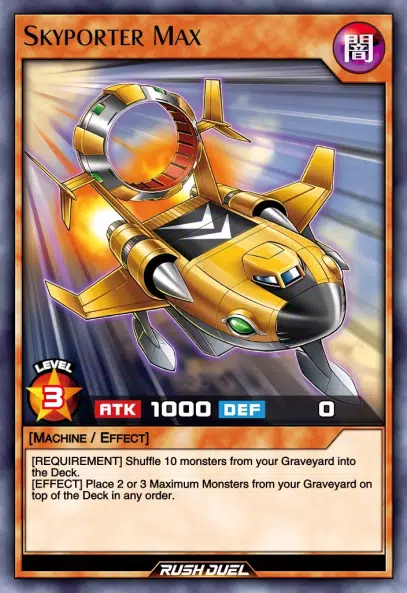 Skyporter Max
闇
LEVEL
3
ATK 1000 DEF 0
[Machine / Effect]
[REQUIREMENT] Shuffle 10 monsters from your Graveyard into
the Deck.
[EFFECT] Place 2 or 3 Maximum Monsters from your Graveyard on
top of the Deck in any order.
RUSH DUEL